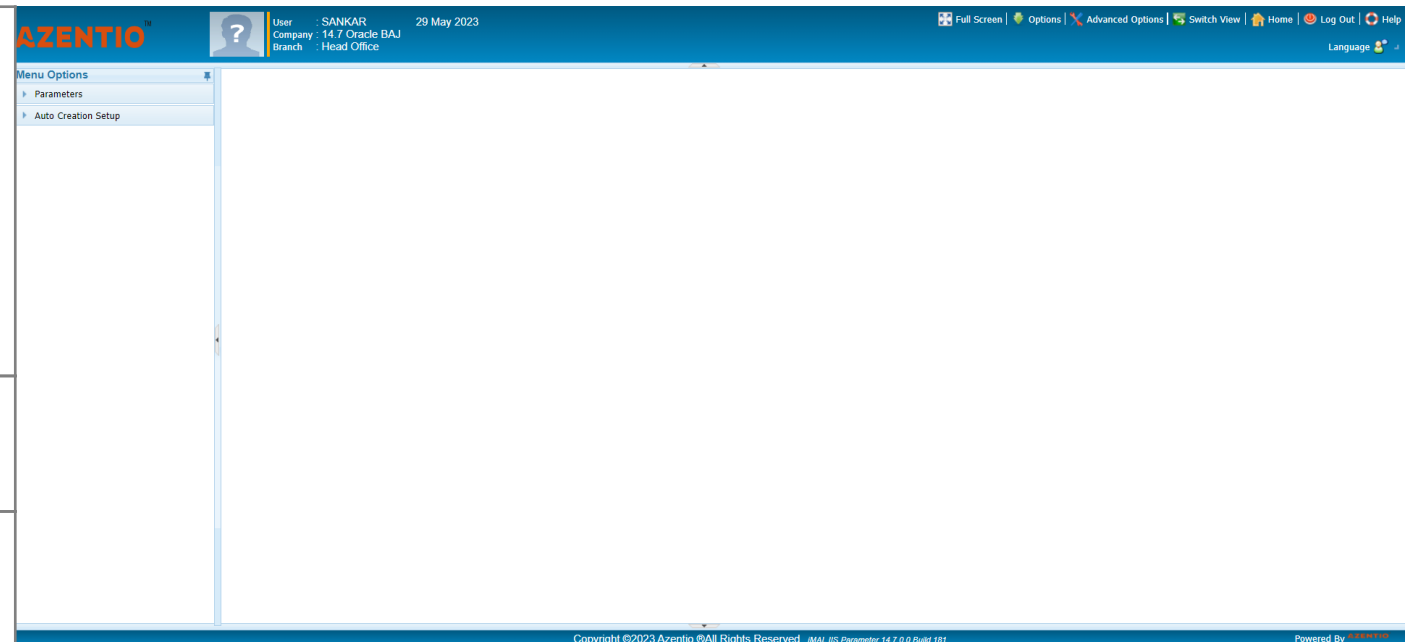 AZENTIO™
User : SANKAR 29 May 2023
Company : 14.7 Oracle BAJ
Branch : Head Office
Full Screen | Options | Advanced Options | Switch View | Home | Log Out | Help
Language
Menu Options
Parameters
Auto Creation Setup
Copyright ©2023 Azentio ®All Rights Reserved iMAL IIS Parameter 14.7.0.0 Build 181
Powered By AZENTIO